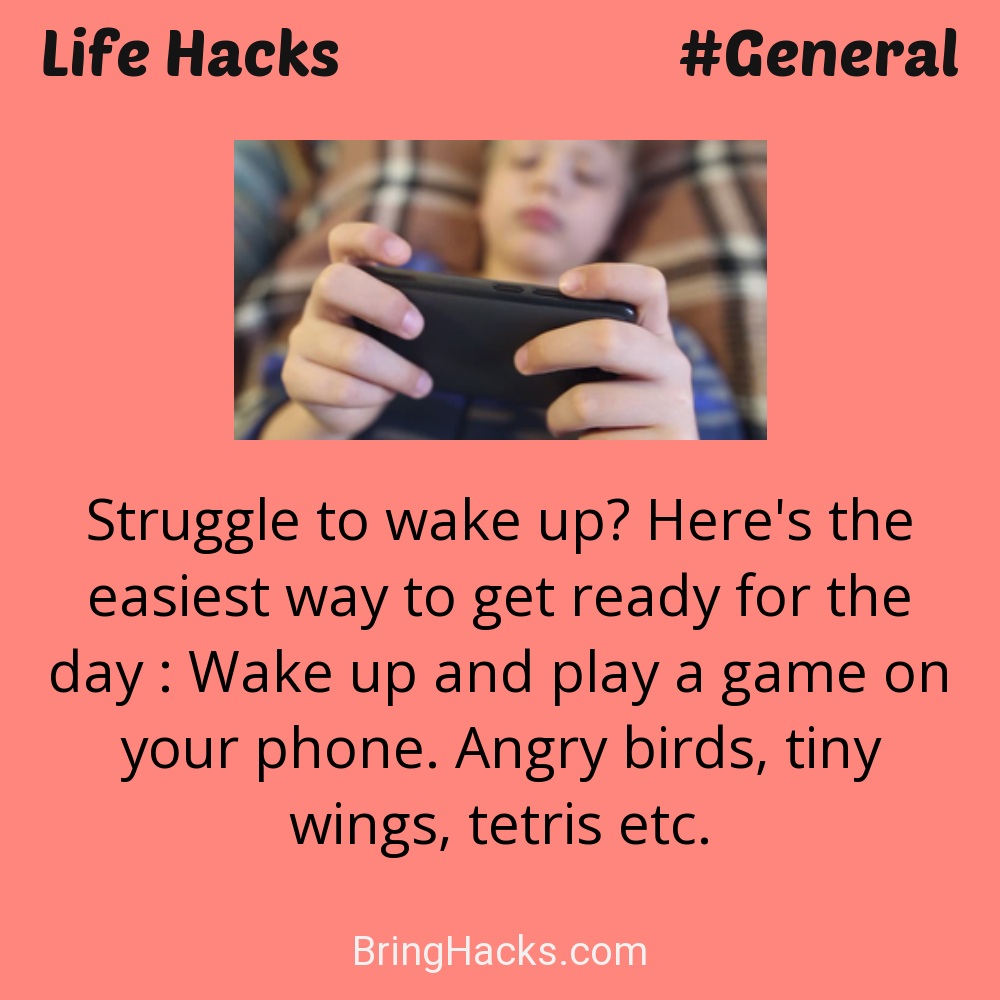 Life Hacks #General
Struggle to wake up? Here's the
easiest way to get ready for the
day : Wake up and play a game on
your phone. Angry birds, tiny
wings, tetris etc.
BringHacks.com